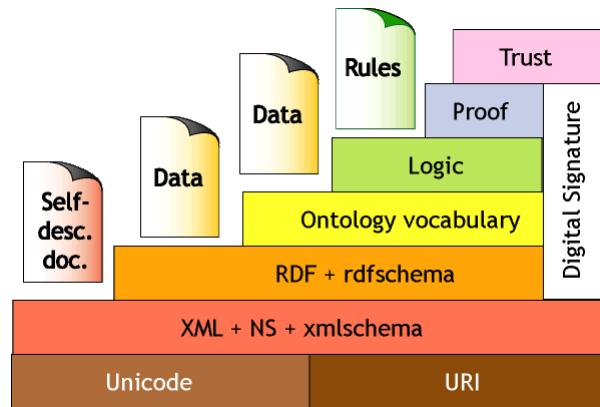 Rules
Trust
Data
Proof
Data
Logic
Self-
desc.
doc.
Ontology vocabulary
Digital Signature
RDF + rdfschema
XML + NS + xmlschema
Unicode
URI